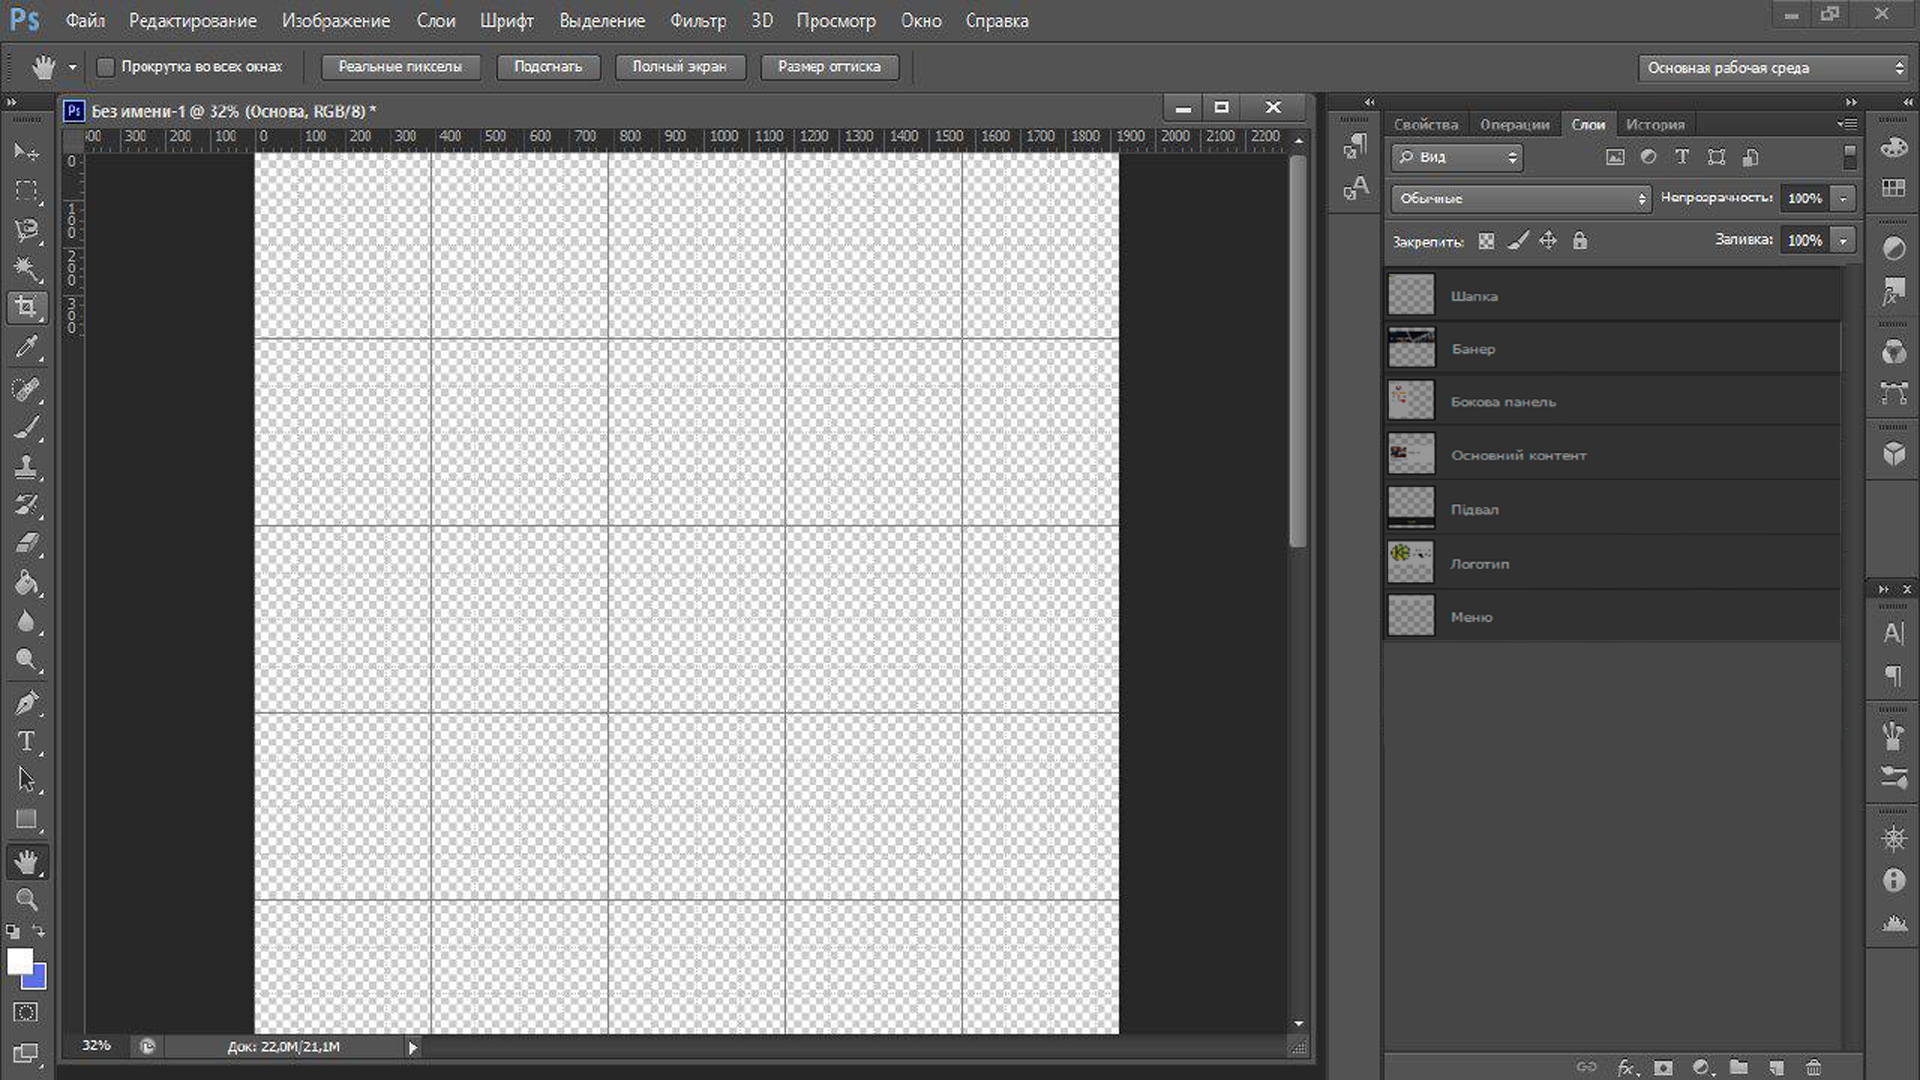 Ps Файл Редактирование Изображение Слои Шрифт Выделение Фильтр 3D Просмотр Окно Справка
Прокрутка во всех окнах Реальные пикселы Подогнать Полный экран Размер оттиска Основная рабочая среда
Ps Без имени-1 @ 32% (Основа, RGB/8) *
300 200 100 0 100 200 300 400 500 600 700 800 900 1000 1100 1200 1300 1400 1500 1600 1700 1800 1900 2000 2100 2200
0
100
200
300
Свойства Операции Слои История
Вид
Обычные Непрозрачность: 100%
Закрепить: Заливка: 100%
Шапка
Банер
Бокова панель
Основний контент
Підвал
Логотип
Меню
32% Док: 22,0M/21,1M